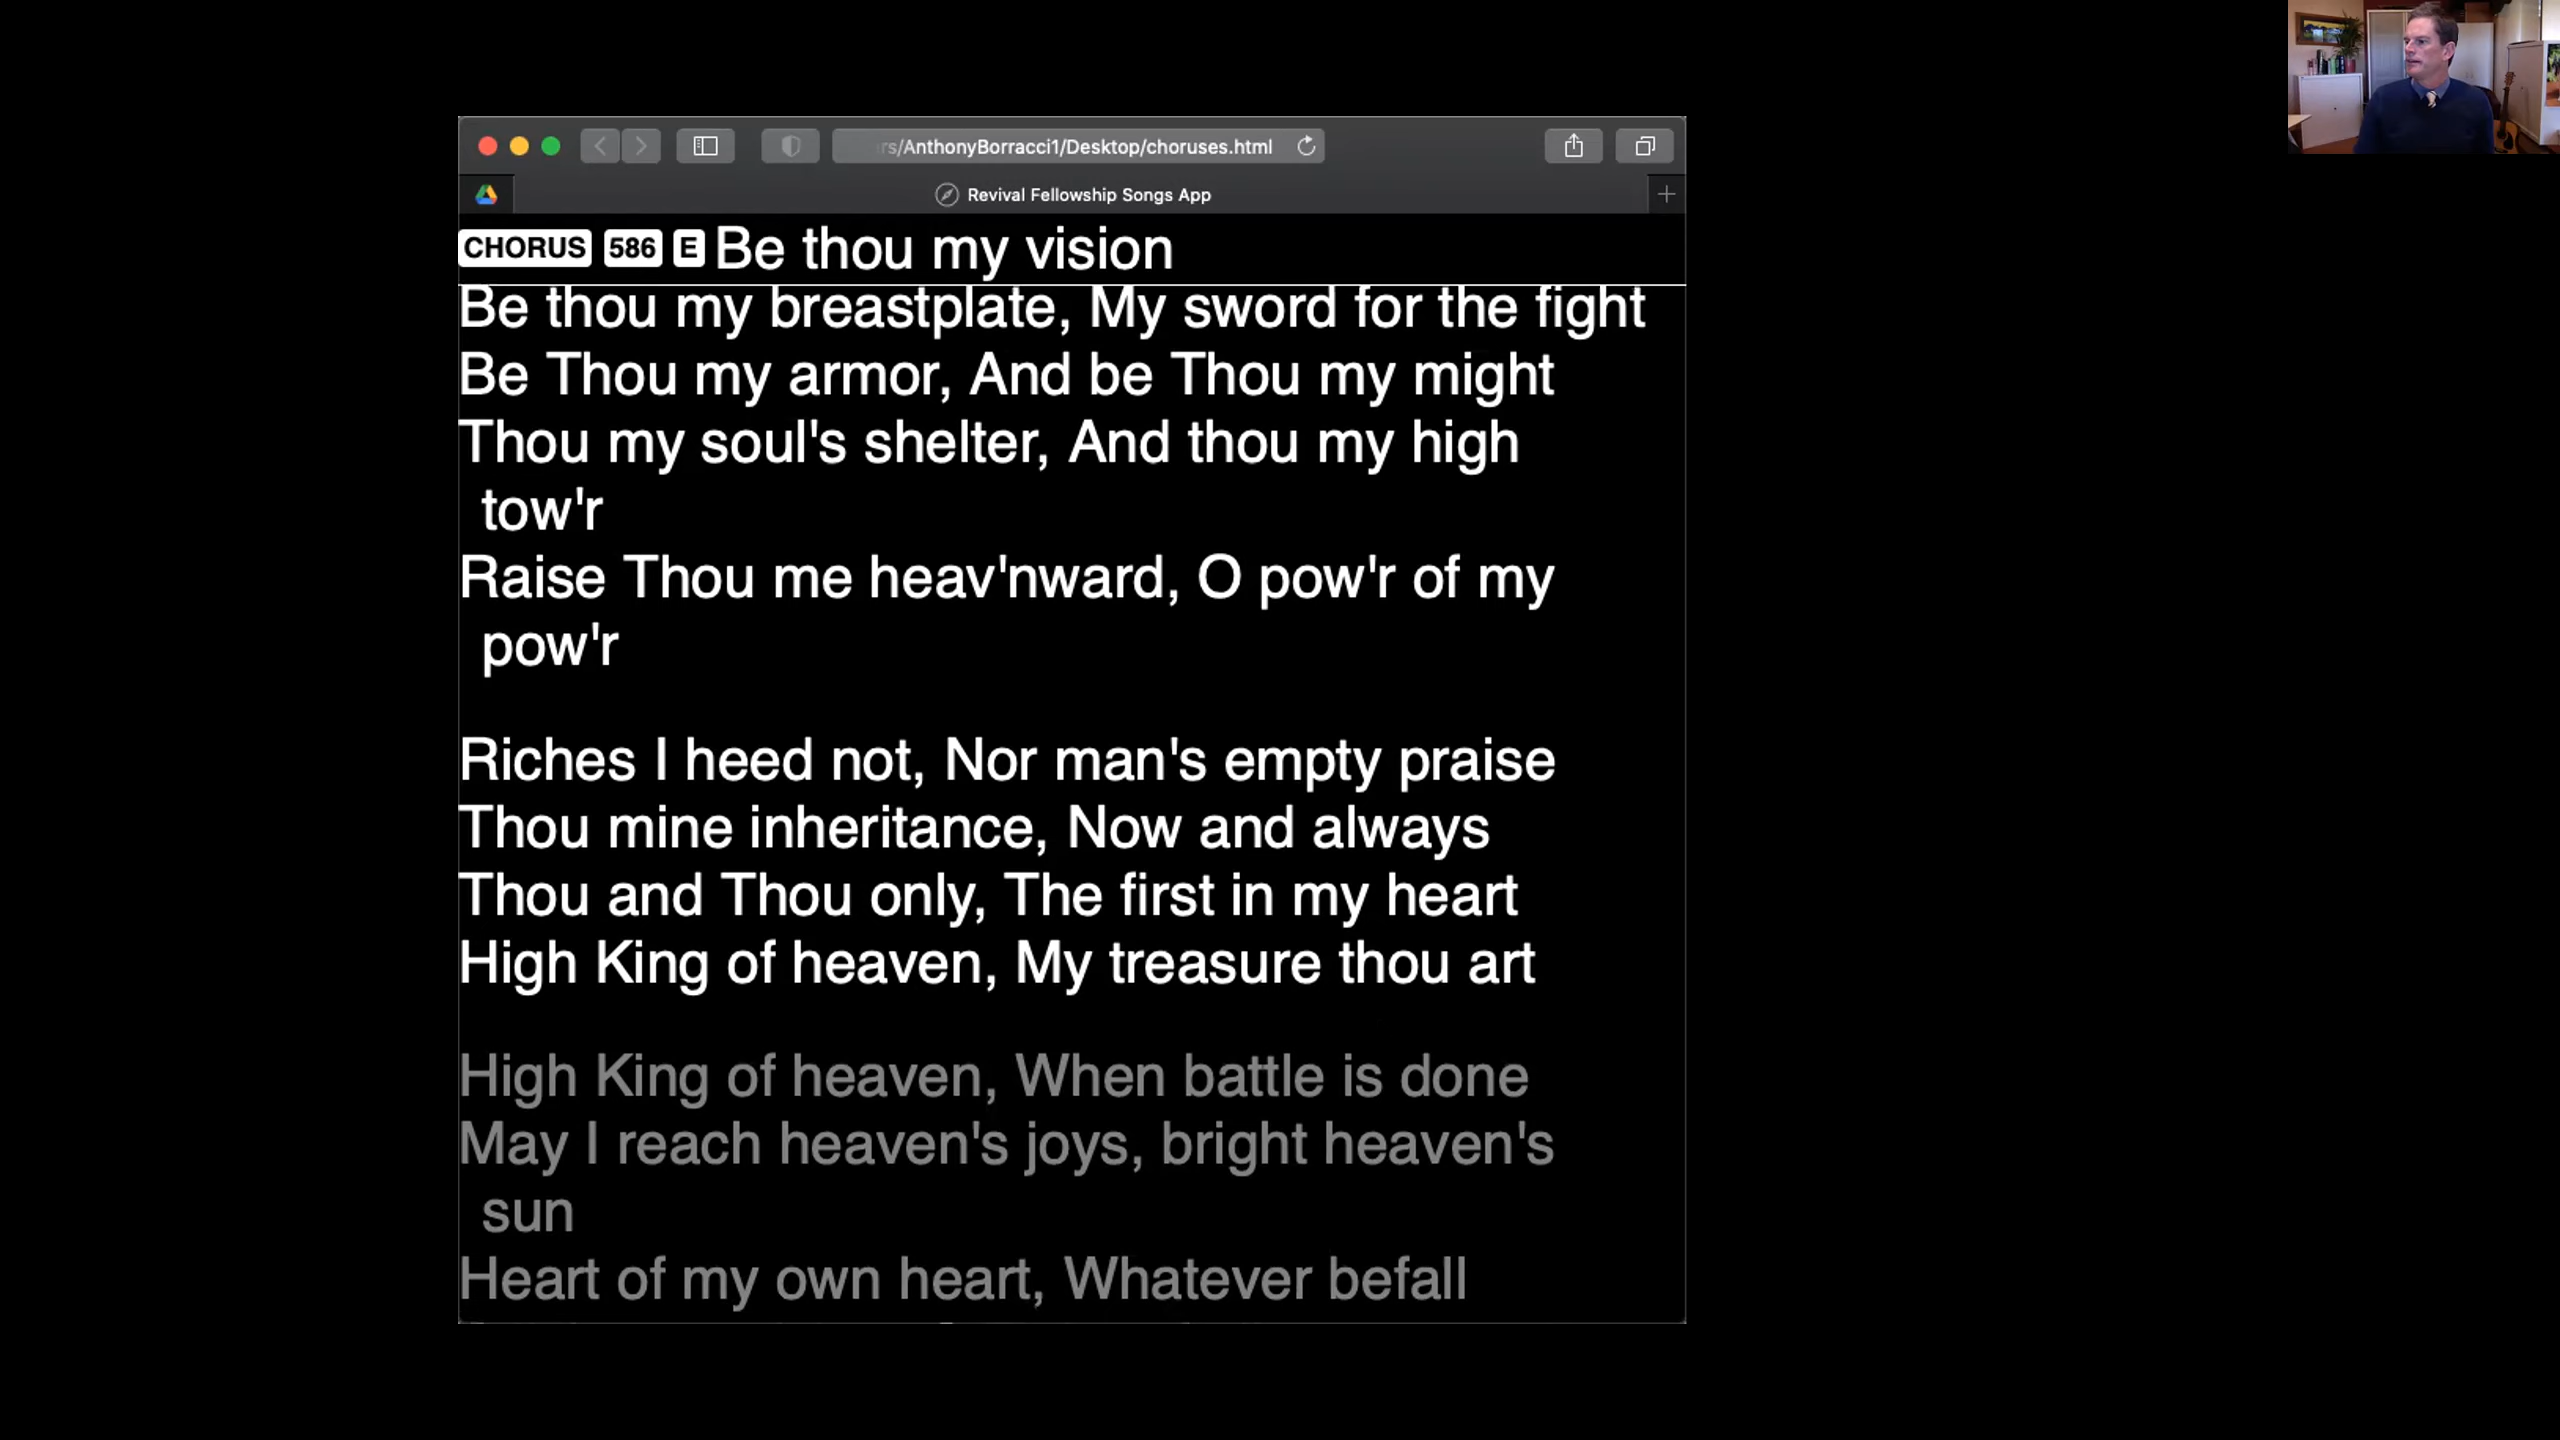 rs/AnthonyBorracci1/Desktop/choruses.html
Revival Fellowship Songs App
CHORUS 586 E Be thou my vision
Be thou my breastplate, My sword for the fight
Be Thou my armor, And be Thou my might
Thou my soul's shelter, And thou my high
tow'r
Raise Thou me heav'nward, O pow'r of my
pow'r
Riches I heed not, Nor man's empty praise
Thou mine inheritance, Now and always
Thou and Thou only, The first in my heart
High King of heaven, My treasure thou art
High King of heaven, When battle is done
May I reach heaven's joys, bright heaven's
sun
Heart of my own heart, Whatever befall